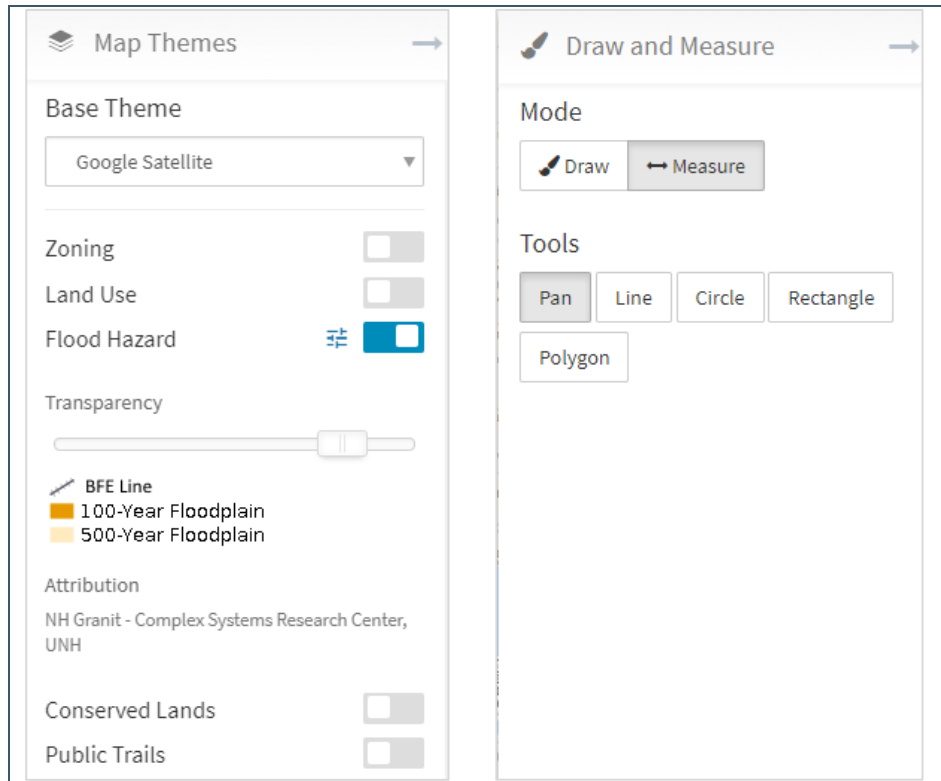 Map Themes
Base Theme
Google Satellite
Zoning
Land Use
Flood Hazard
Transparency
BFE Line
100-Year Floodplain
500-Year Floodplain
Attribution
NH Granit - Complex Systems Research Center,
UNH
Conserved Lands
Public Trails
Draw and Measure
Mode
Draw
Measure
Tools
Pan
Line
Circle
Rectangle
Polygon